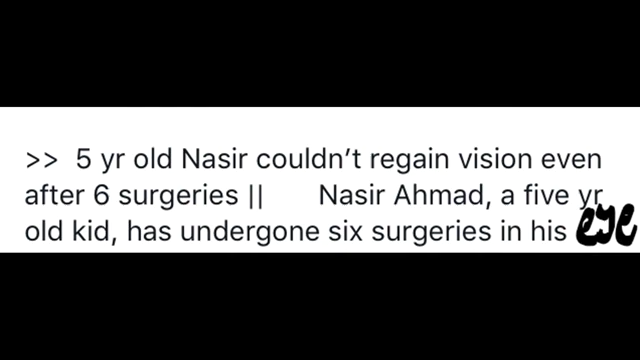 >> 5 yr old Nasir couldn’t regain vision even
after 6 surgeries || Nasir Ahmad, a five yr
old kid, has undergone six surgeries in his eye